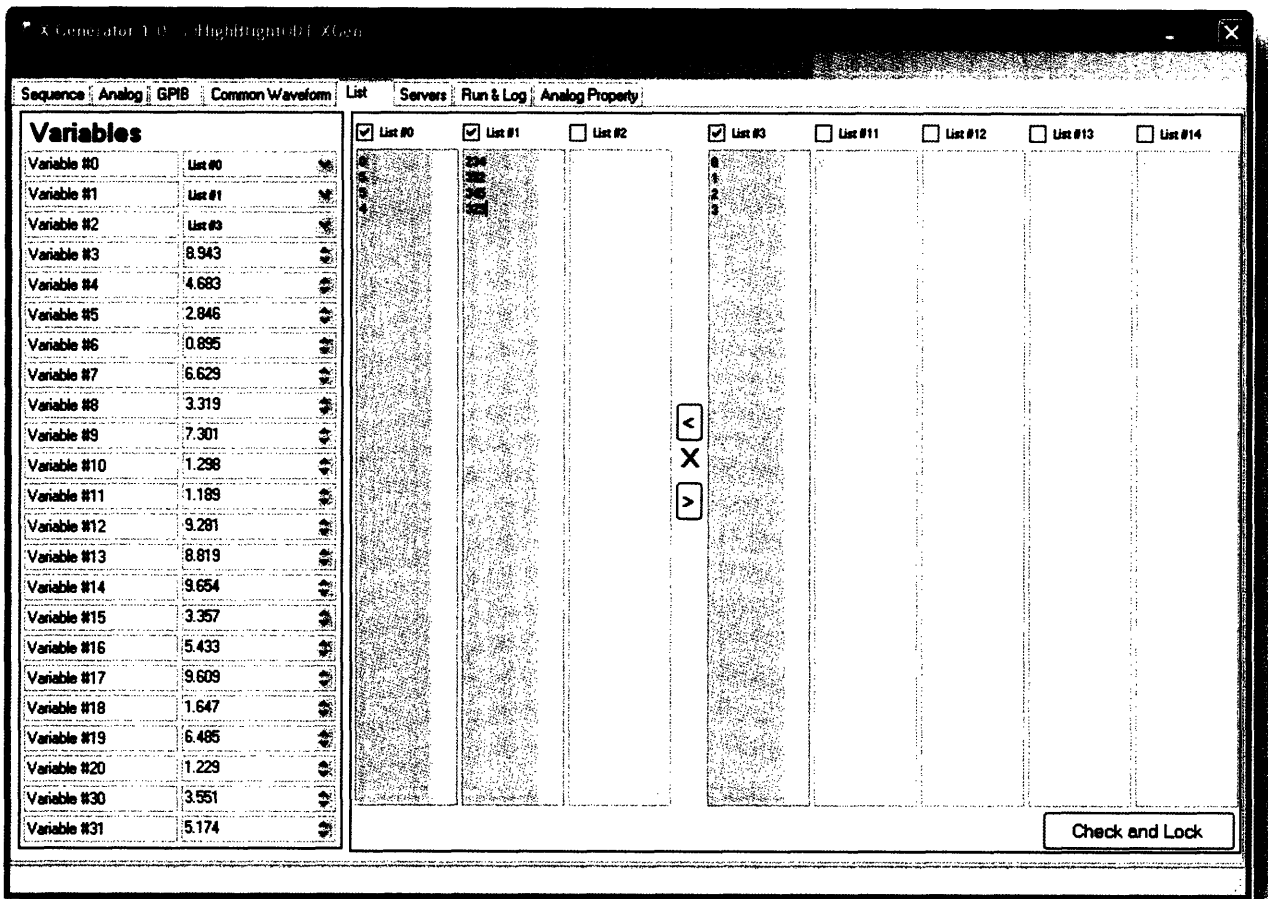 X Generator 1.0
Sequence Analog GPIB Common Waveform List Servers Run & Log Analog Property
Variables
Variable #0 List #0
Variable #1 List #1
Variable #2 List #3
Variable #3 8.943
Variable #4 4.683
Variable #5 2.846
Variable #6 0.895
Variable #7 6.629
Variable #8 3.319
Variable #9 7.301
Variable #10 1.298
Variable #11 1.189
Variable #12 9.281
Variable #13 8.819
Variable #14 9.654
Variable #15 3.357
Variable #16 5.433
Variable #17 9.609
Variable #18 1.647
Variable #19 6.485
Variable #20 1.229
Variable #30 3.551
Variable #31 5.174
List #0 List #1 List #2 List #3 List #11 List #12 List #13 List #14
234 0
1
2
4 3
<
X
>
Check and Lock